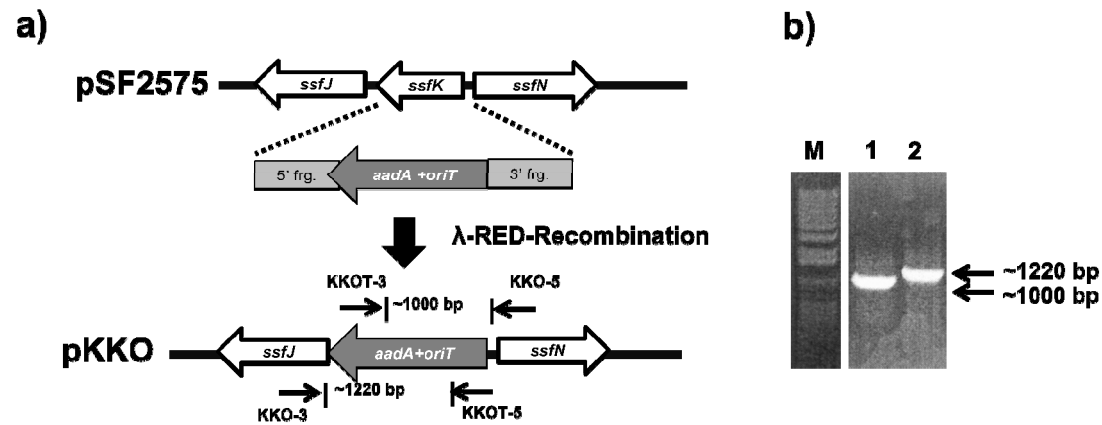 a)
pSF2575
ssfJ
ssfK
ssfN
5' frg.
aadA +oriT
3' frg.
λ-RED-Recombination
KKOT-3
~1000 bp
KKO-5
pKKO
ssfJ
aadA+oriT
ssfN
KKO-3
~1220 bp
KKOT-5
b)
M 1 2
~1220 bp
~1000 bp